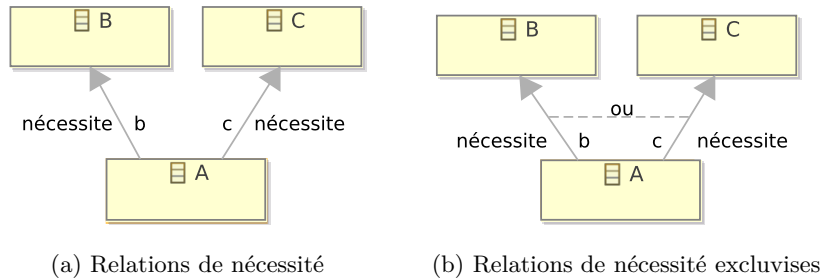 B
C
nécessite
b
c
nécessite
A
(a) Relations de nécessité
B
C
ou
nécessite
b
c
nécessite
A
(b) Relations de nécessité excluvises